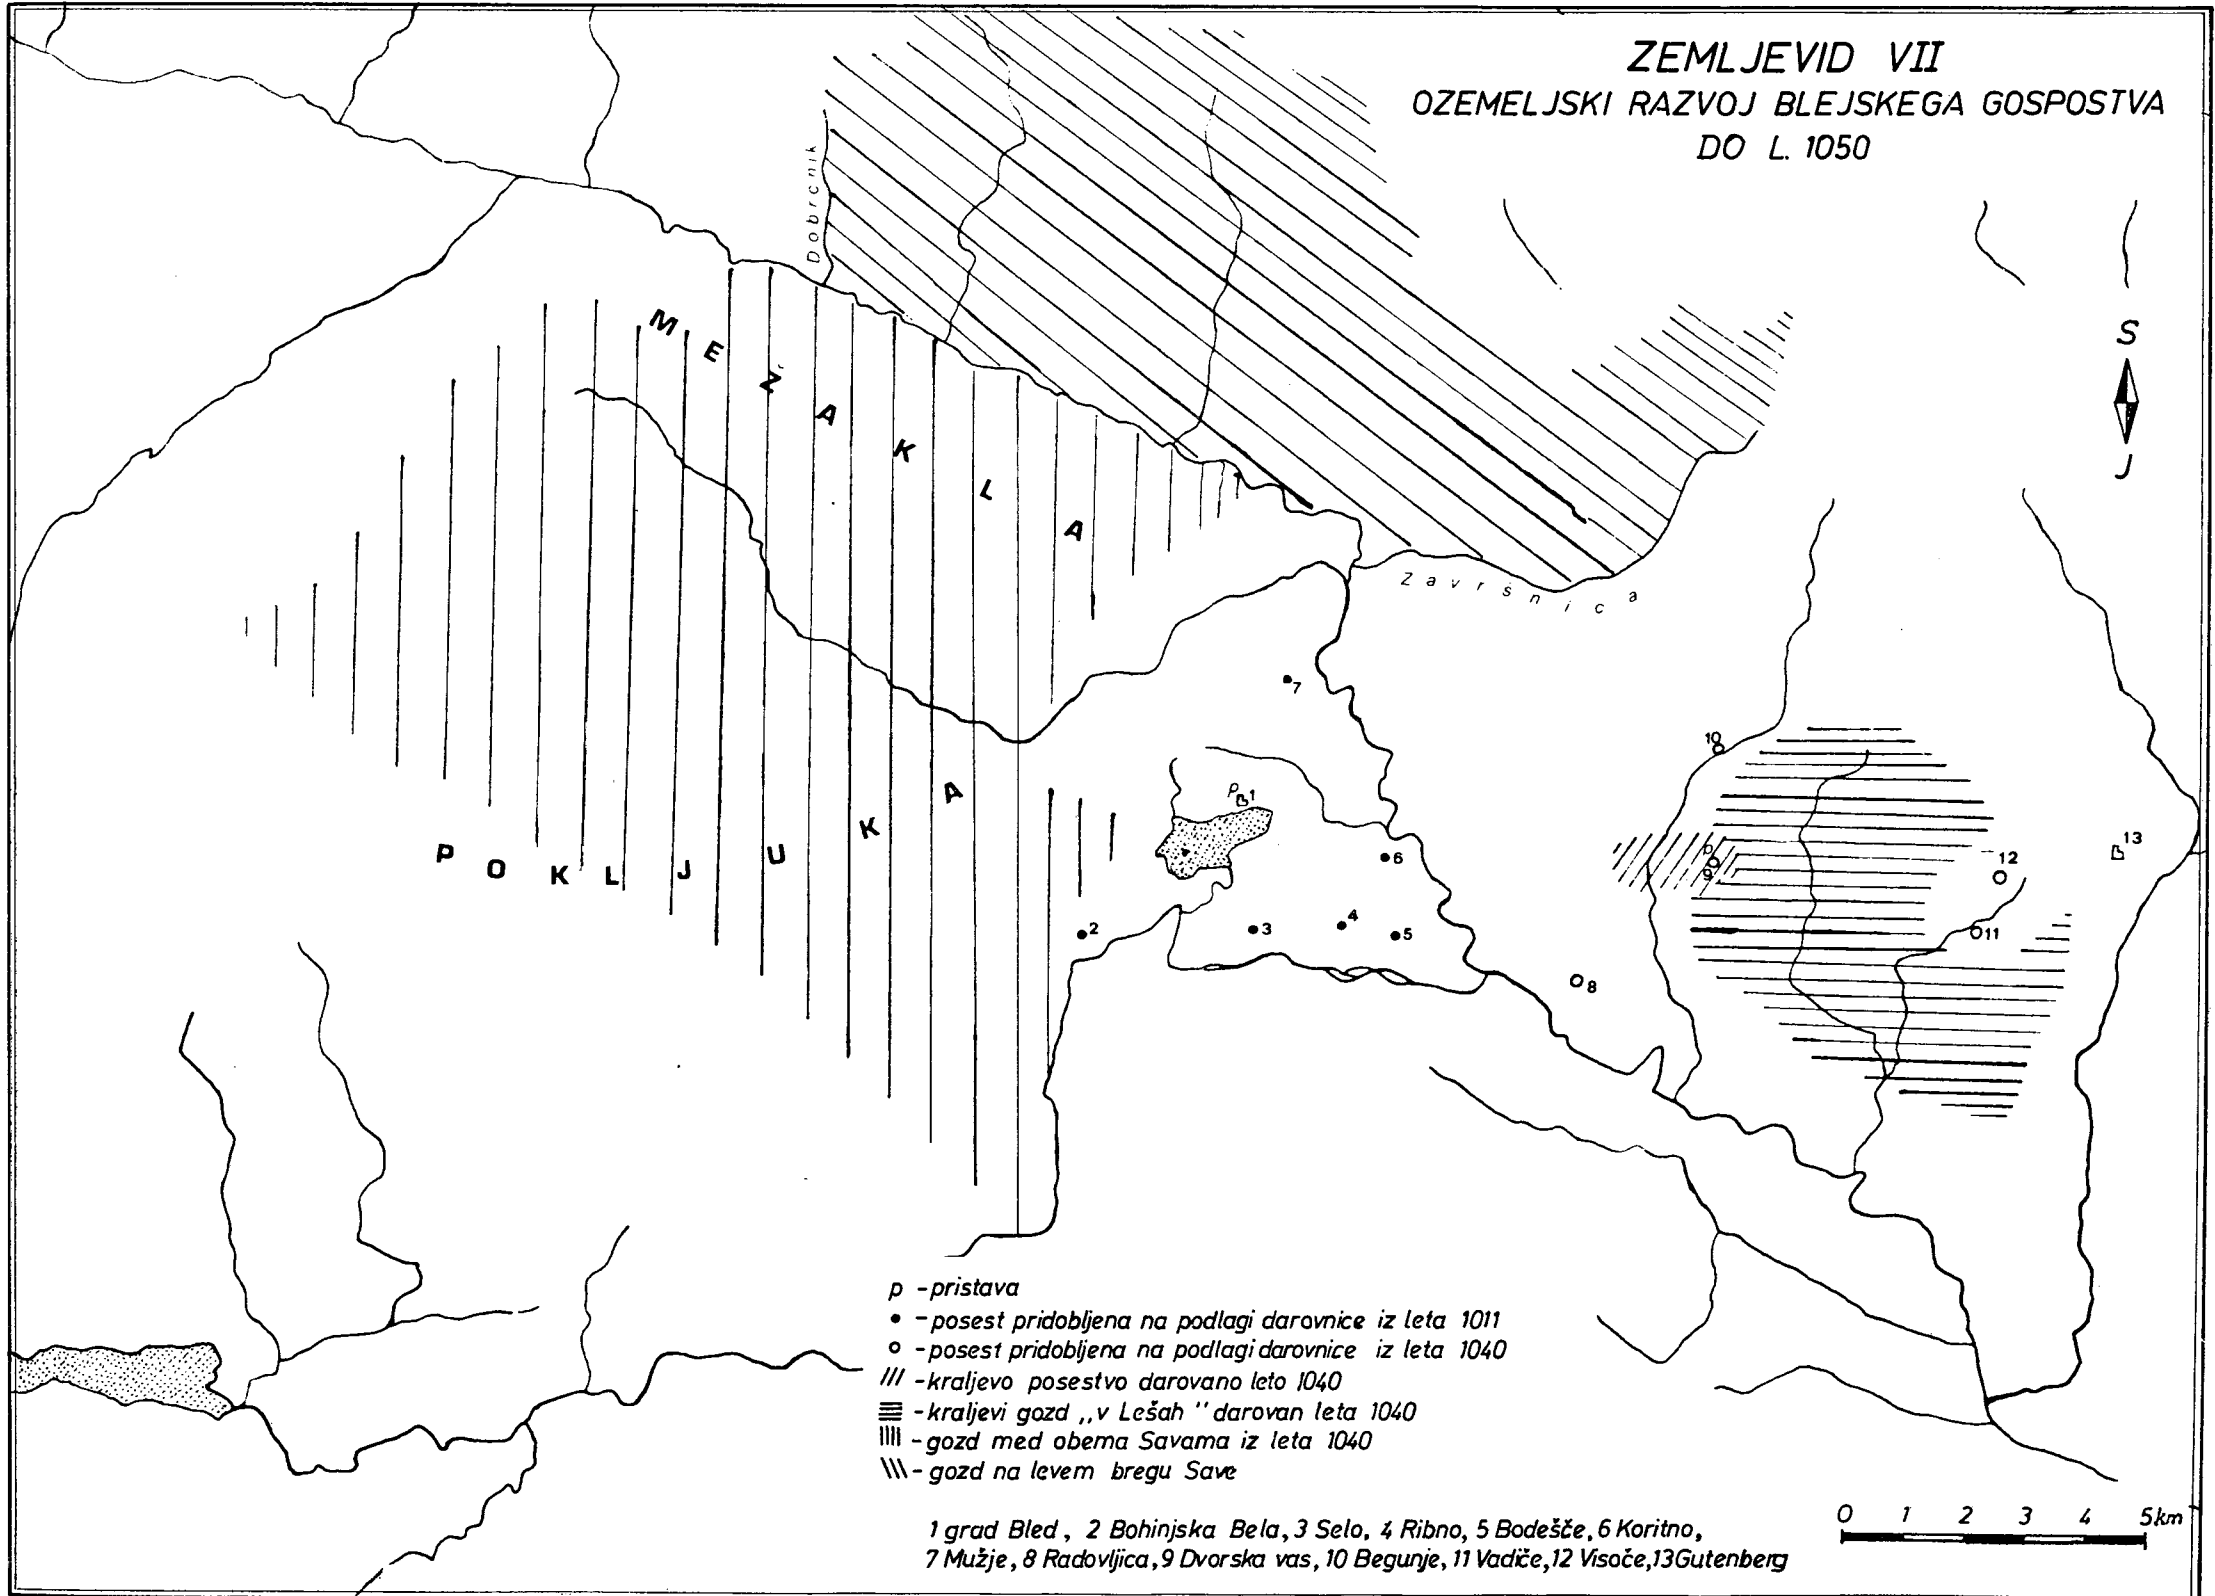 ZEMLJEVID VII
OZEMELJSKI RAZVOJ BLEJSKEGA GOSPOSTVA
DO L. 1050
Dobrcnik
MEŽAKLA
S
J
Završnica
7
10
p 1
6
p
9
12
13
2
3
4
5
11
8
POKLJUKA
p - pristava
● - posest pridobljena na podlagi darovnice iz leta 1011
○ - posest pridobljena na podlagi darovnice iz leta 1040
/// - kraljevo posestvo darovano leto 1040
≡ - kraljevi gozd ,,v Lešah '' darovan leta 1040
|||| - gozd med obema Savama iz leta 1040
\\\ - gozd na levem bregu Save
0 1 2 3 4 5km
1 grad Bled, 2 Bohinjska Bela, 3 Selo, 4 Ribno, 5 Bodešče, 6 Koritno,
7 Mužje, 8 Radovljica, 9 Dvorska vas, 10 Begunje, 11 Vadiče, 12 Visoče, 13 Gutenberg